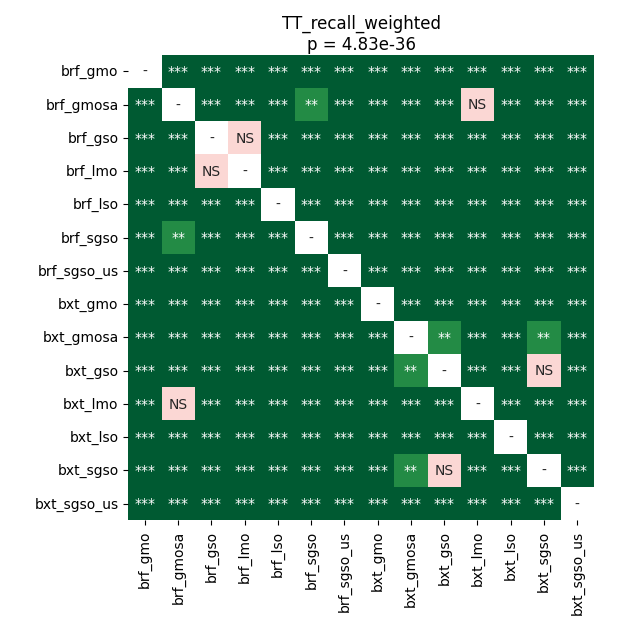 TT_recall_weighted
p = 4.83e-36
brf_gmo - *** *** *** *** *** *** *** *** *** *** *** *** ***
brf_gmosa *** - *** *** *** ** *** *** *** *** NS *** *** ***
brf_gso *** *** - NS *** *** *** *** *** *** *** *** *** ***
brf_lmo *** *** NS - *** *** *** *** *** *** *** *** *** ***
brf_lso *** *** *** *** - *** *** *** *** *** *** *** *** ***
brf_sgso *** ** *** *** *** - *** *** *** *** *** *** *** ***
brf_sgso_us *** *** *** *** *** *** - *** *** *** *** *** *** ***
bxt_gmo *** *** *** *** *** *** *** - *** *** *** *** *** ***
bxt_gmosa *** *** *** *** *** *** *** *** - ** *** *** ** ***
bxt_gso *** *** *** *** *** *** *** *** ** - *** *** NS ***
bxt_lmo *** NS *** *** *** *** *** *** *** *** - *** *** ***
bxt_lso *** *** *** *** *** *** *** *** *** *** *** - *** ***
bxt_sgso *** *** *** *** *** *** *** *** ** NS *** *** - ***
bxt_sgso_us *** *** *** *** *** *** *** *** *** *** *** *** *** -
brf_gmo brf_gmosa brf_gso brf_lmo brf_lso brf_sgso brf_sgso_us bxt_gmo bxt_gmosa bxt_gso bxt_lmo bxt_lso bxt_sgso bxt_sgso_us